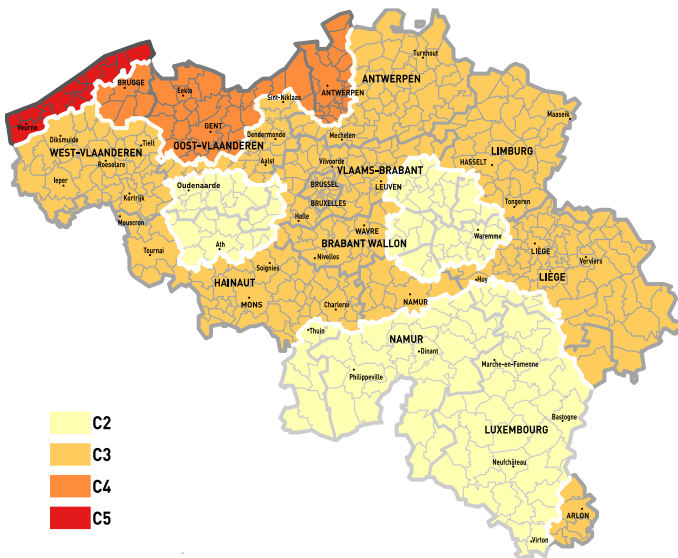 Turnhout
ANTWERPEN
BRUGGE
Eeklo
Sint-Niklaas
ANTWERPEN
Maaseik
Veurne
GENT
Diksmuide
Tielt
OOST-VLAANDEREN
Dendermonde
Mechelen
WEST-VLAANDEREN
Roeselare
Aalst
Vilvoorde
VLAAMS-BRABANT
HASSELT
LIMBURG
Ieper
Oudenaarde
BRUSSEL
LEUVEN
Kortrijk
BRUXELLES
Tongeren
Mouscron
Halle
WAVRE
Waremme
Tournai
Ath
BRABANT WALLON
LIÈGE
Nivelles
Verviers
Soignies
LIÈGE
HAINAUT
Huy
MONS
Charleroi
NAMUR
Thuin
NAMUR
Dinant
Philippeville
Marche-en-Famenne
Bastogne
LUXEMBOURG
Neufchâteau
ARLON
Virton
C2
C3
C4
C5